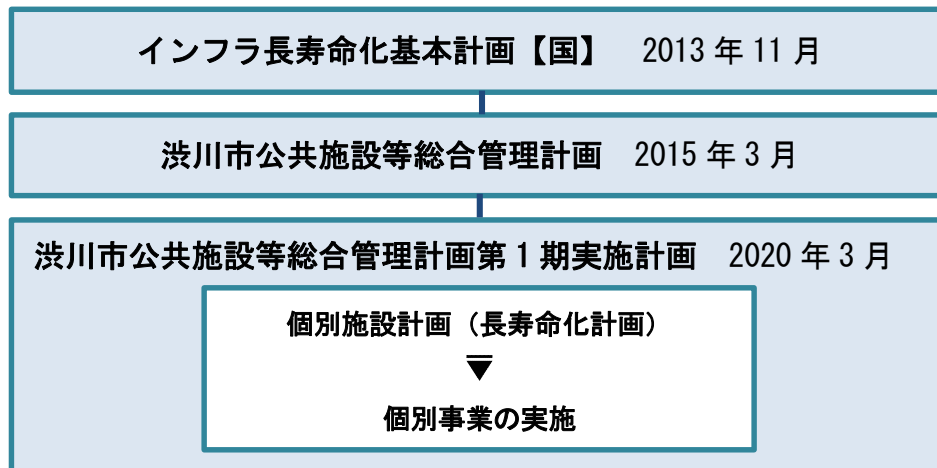 インフラ長寿命化基本計画【国】 2013 年 11 月
渋川市公共施設等総合管理計画 2015 年 3 月
渋川市公共施設等総合管理計画第 1 期実施計画 2020 年 3 月
個別施設計画（長寿命化計画）
▼
個別事業の実施